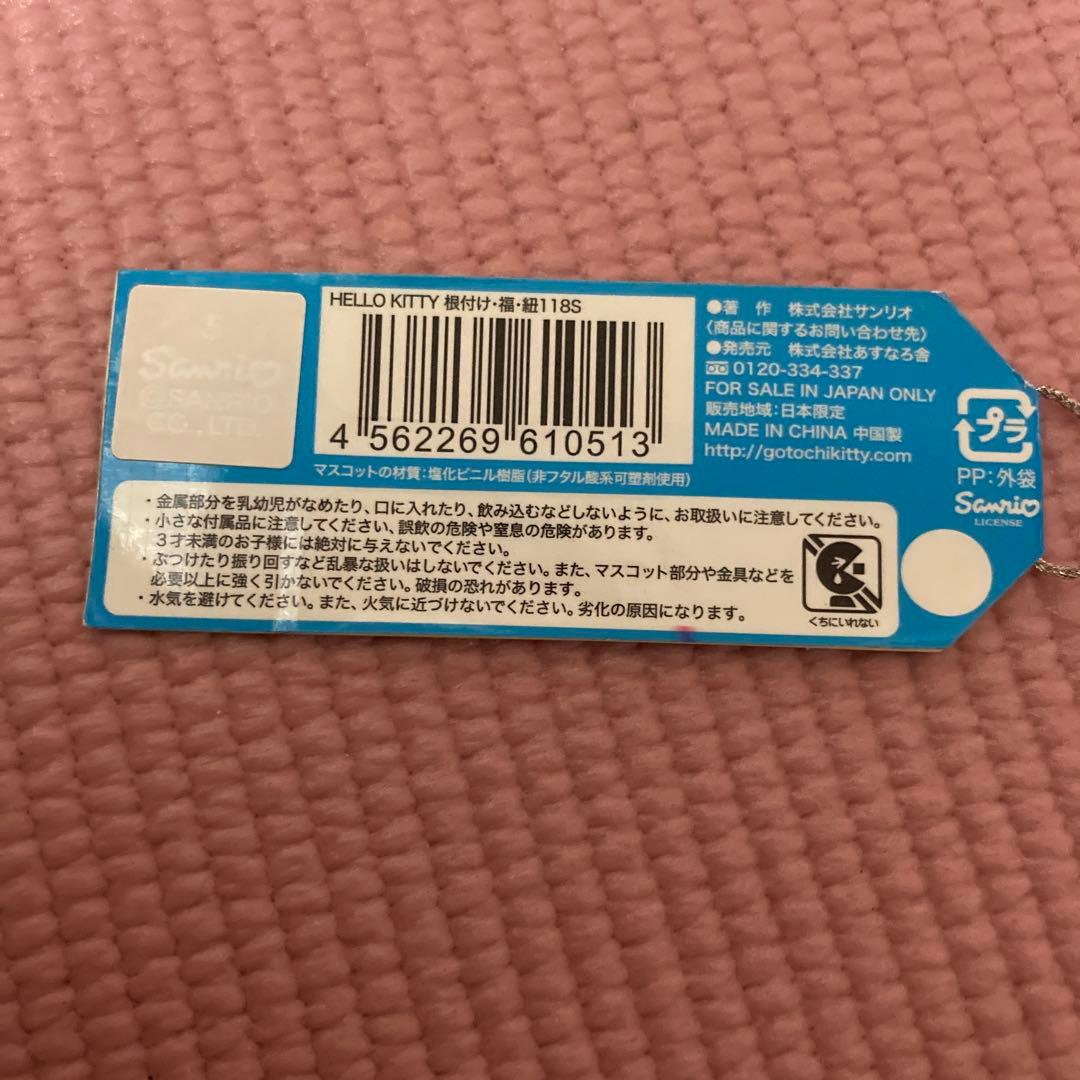 Sanrio
© SANRIO
CO., LTD.
HELLO KITTY 根付け・福・紐118S
4 562269 610513
マスコットの材質：塩化ビニル樹脂（非フタル酸系可塑剤使用）
●著　作　株式会社サンリオ
〈商品に関するお問い合わせ先〉
●発売元　株式会社あすなろ舎
0120-334-337
FOR SALE IN JAPAN ONLY
販売地域：日本限定
MADE IN CHINA 中国製
http://gotochikitty.com/
プラ
PP：外袋
Sanrio
LICENSE
・金属部分を乳幼児がなめたり、口に入れたり、飲み込むなどしないように、お取扱いに注意してください。
・小さな付属品に注意してください、誤飲の危険や窒息の危険があります。
３才未満のお子様には絶対に与えないでください。
・ぶつけたり振り回すなど乱暴な扱いはしないでください。また、マスコット部分や金具などを
必要以上に強く引かないでください。破損の恐れがあります。
・水気を避けてください。また、火気に近づけないでください。劣化の原因になります。
くちにいれない